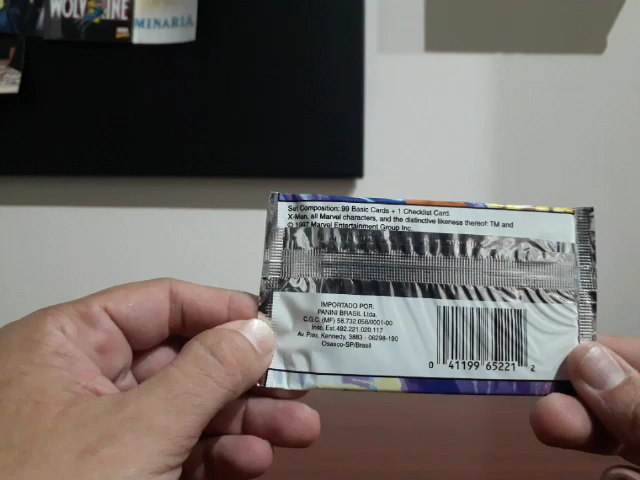 WOLVERINE
MINARIA
Set Composition: 99 Basic Cards + 1 Checklist Card.
X-Men, all Marvel characters, and the distinctive likeness thereof: TM and
© 1997 Marvel Entertainment Group Inc.
IMPORTADO POR:
PANINI BRASIL Ltda.
C.G.C. (MF) 58.732.058/0001-00
Insc. Est.492.221.020.117
Av. Pres. Kennedy, 3883 - 06298-190
Osasco-SP/Brasil
0 41199 65221 2